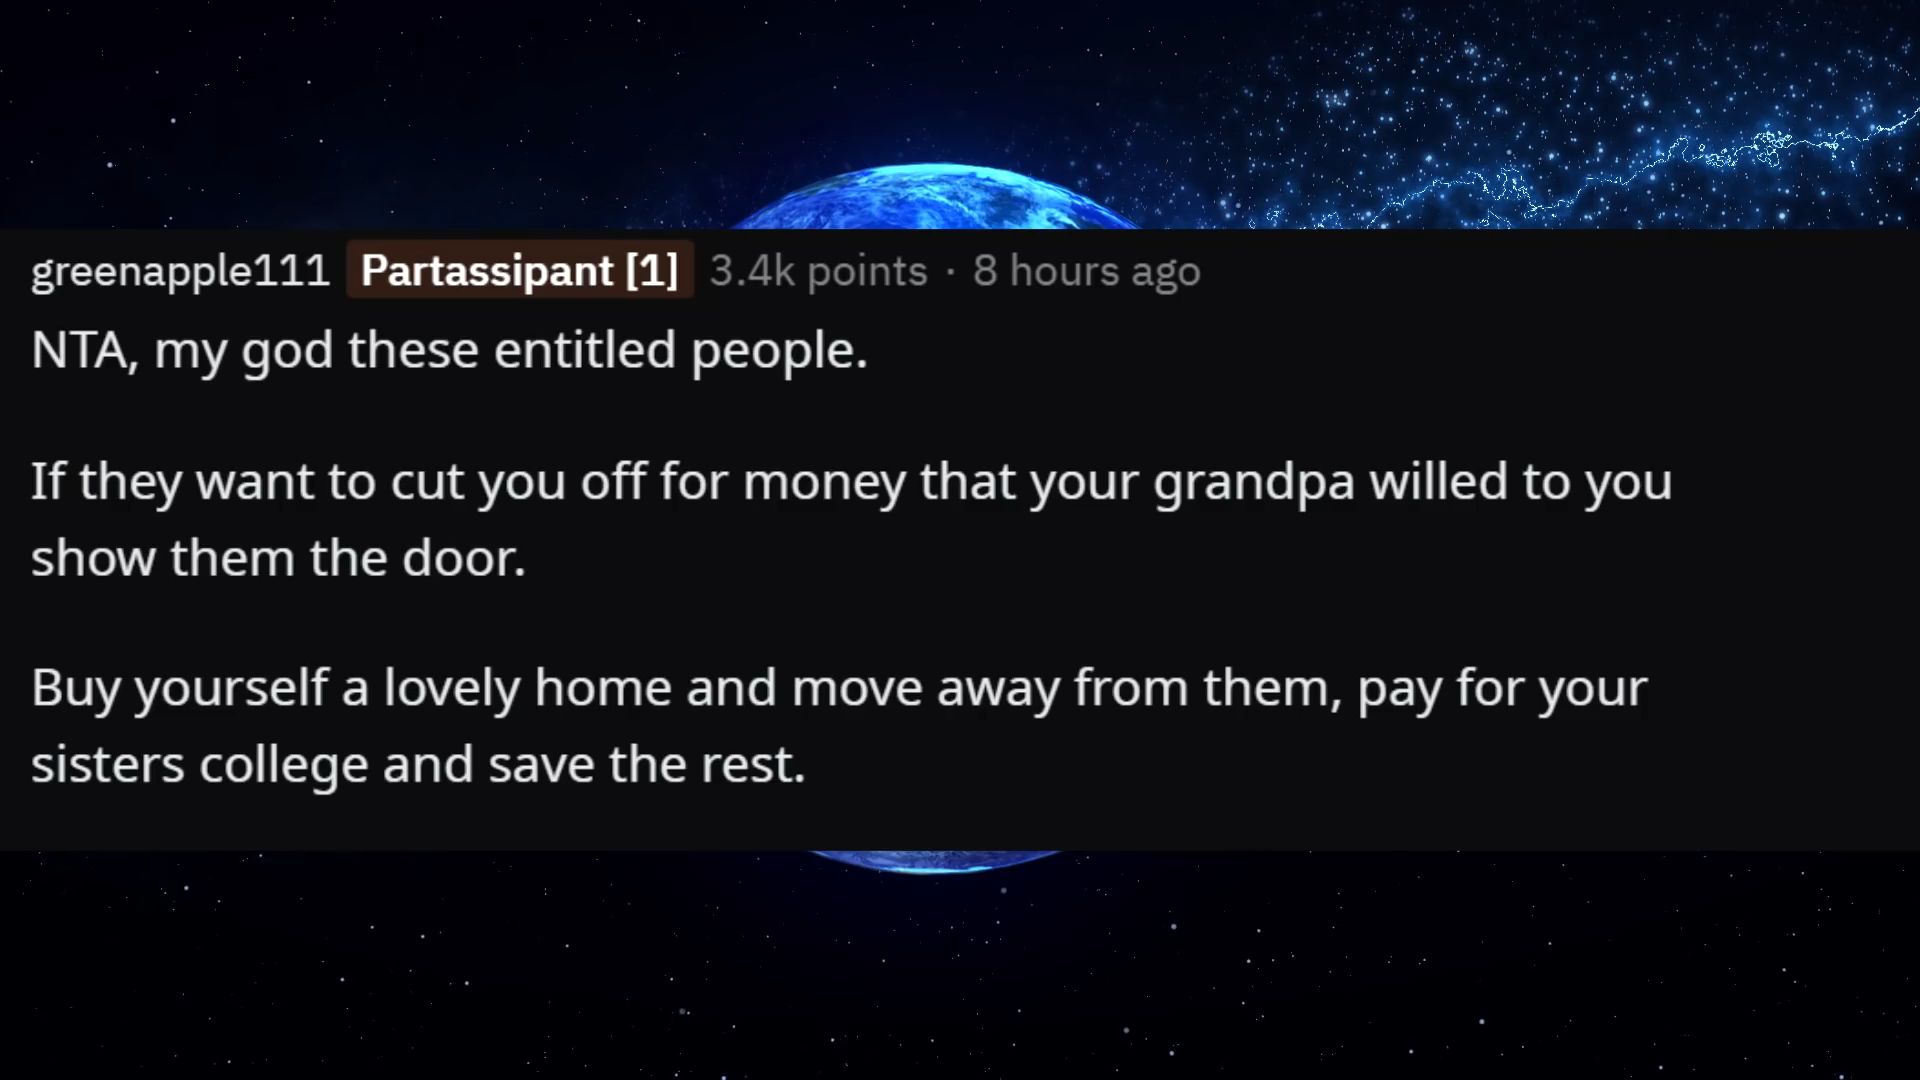 greenapple111 Partassipant [1] 3.4k points · 8 hours ago
NTA, my god these entitled people.
If they want to cut you off for money that your grandpa willed to you
show them the door.
Buy yourself a lovely home and move away from them, pay for your
sisters college and save the rest.